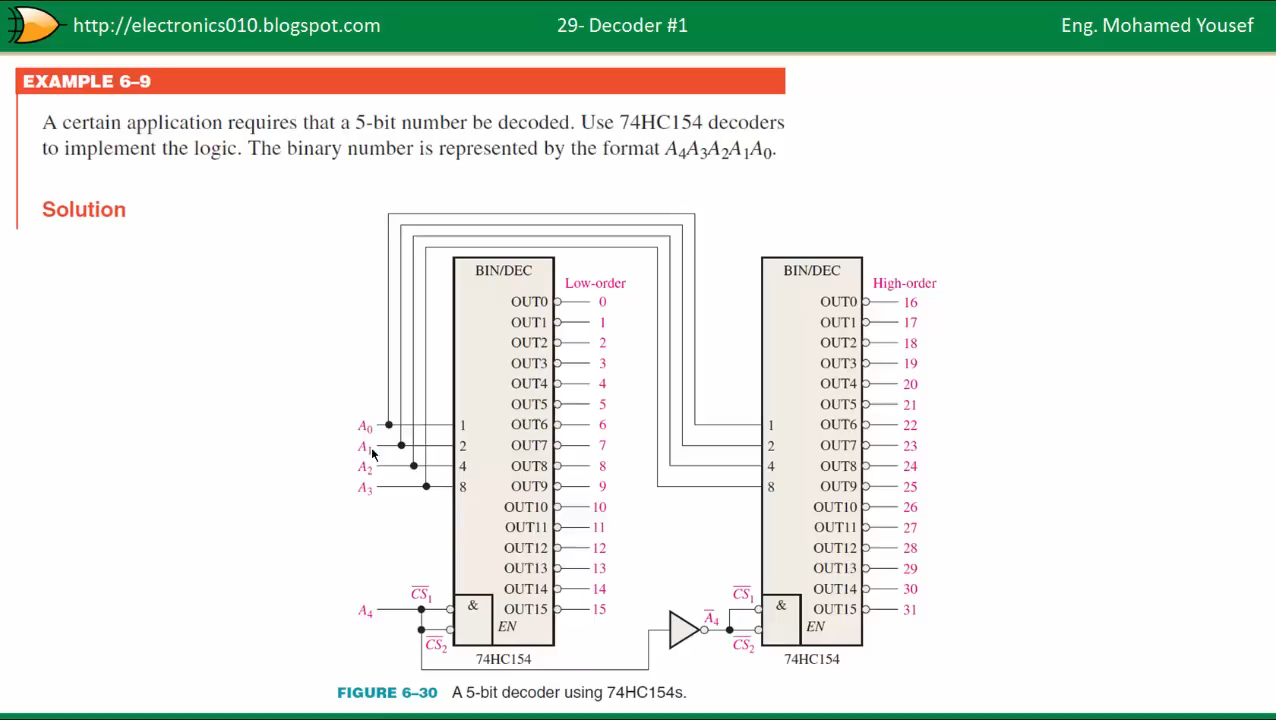 http://electronics010.blogspot.com
29- Decoder #1
Eng. Mohamed Yousef
EXAMPLE 6–9
A certain application requires that a 5-bit number be decoded. Use 74HC154 decoders
to implement the logic. The binary number is represented by the format A₄A₃A₂A₁A₀.
Solution
BIN/DEC
Low-order
OUT0 0
OUT1 1
OUT2 2
OUT3 3
OUT4 4
OUT5 5
A₀ 1 OUT6 6
A₁ 2 OUT7 7
A₂ 4 OUT8 8
A₃ 8 OUT9 9
OUT10 10
OUT11 11
OUT12 12
OUT13 13
C̅S̅₁ OUT14 14
A₄ & OUT15 15
EN
C̅S̅₂
74HC154
BIN/DEC
High-order
OUT0 16
OUT1 17
OUT2 18
OUT3 19
OUT4 20
OUT5 21
1 OUT6 22
2 OUT7 23
4 OUT8 24
8 OUT9 25
OUT10 26
OUT11 27
OUT12 28
OUT13 29
C̅S̅₁ OUT14 30
A̅₄ & OUT15 31
EN
C̅S̅₂
74HC154
FIGURE 6–30 A 5-bit decoder using 74HC154s.